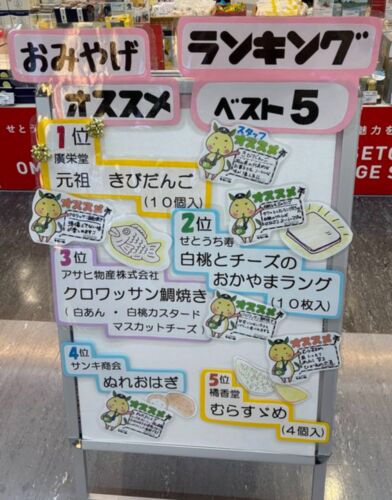 おみやげ
ランキング
オススメ
ベスト5
1位
廣榮堂
元祖 きびだんご
(10個入)
スタッフ
オススメ
2位
せとうち寿
白桃とチーズの
おかやまラング
(10枚入)
オススメ
3位
アサヒ物産株式会社
クロワッサン鯛焼き
(白あん・白桃カスタード
マスカットチーズ)
オススメ
4位
サンキ商会
ぬれおはぎ
オススメ
5位
橘香堂
むらすゞめ
(4個入)
オススメ